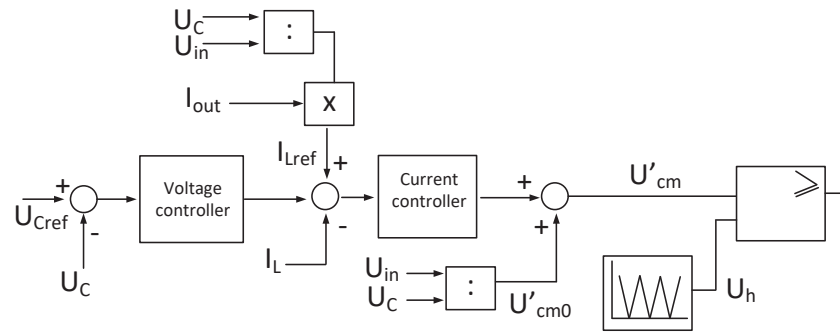 U_C
U_in
:
I_out
x
I_Lref
+
+
U_Cref
-
U_C
Voltage
controller
-
I_L
Current
controller
+
+
U_in
U_C
:
U'_cm0
U'_cm
≥
U_h